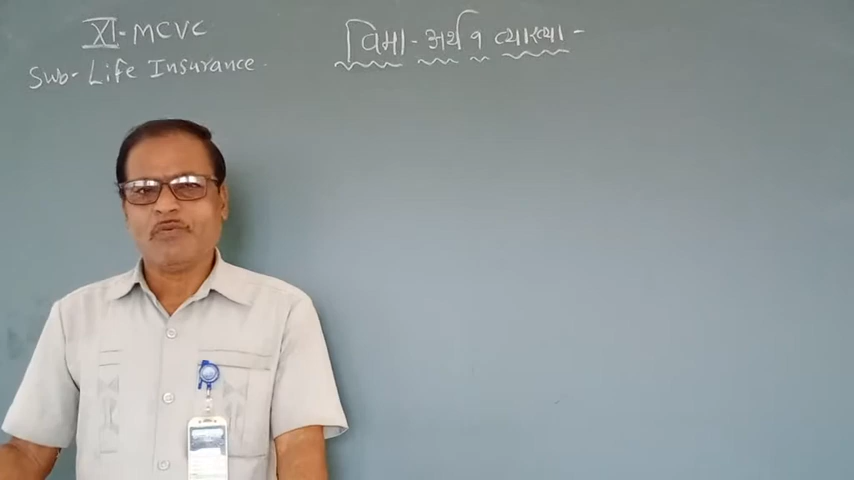 XI - MCVC
Sub - Life Insurance.
विमा - अर्थ व व्याख्या -